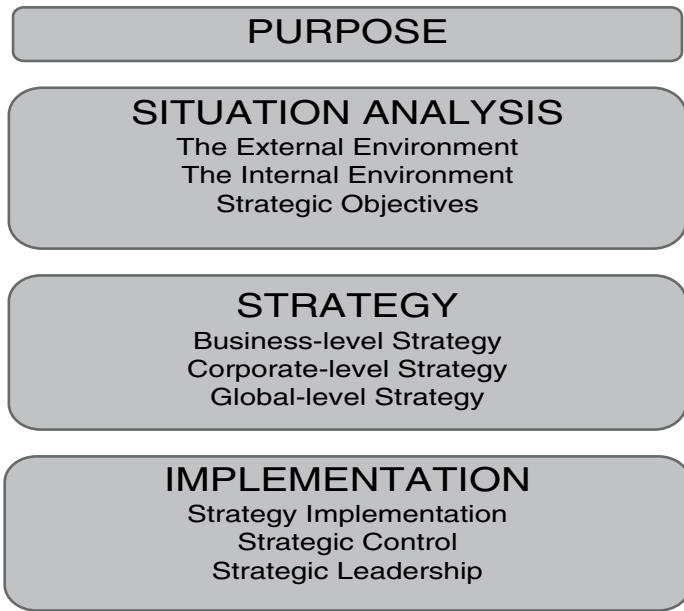 PURPOSE
SITUATION ANALYSIS
The External Environment
The Internal Environment
Strategic Objectives
STRATEGY
Business-level Strategy
Corporate-level Strategy
Global-level Strategy
IMPLEMENTATION
Strategy Implementation
Strategic Control
Strategic Leadership